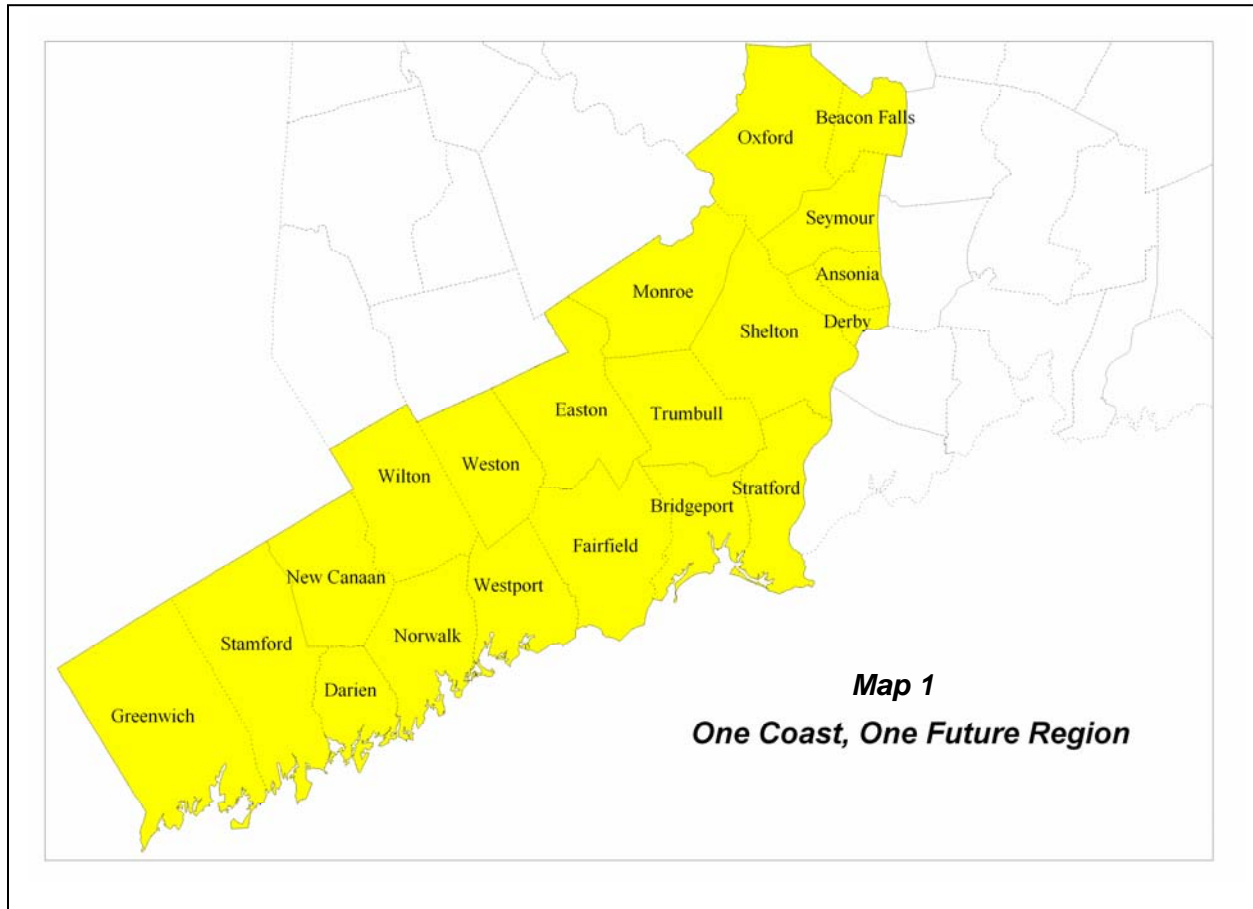 Beacon Falls
Oxford
Seymour
Ansonia
Monroe
Derby
Shelton
Easton
Trumbull
Weston
Wilton
Stratford
Bridgeport
Fairfield
New Canaan
Westport
Norwalk
Stamford
Darien
Greenwich
Map 1
One Coast, One Future Region